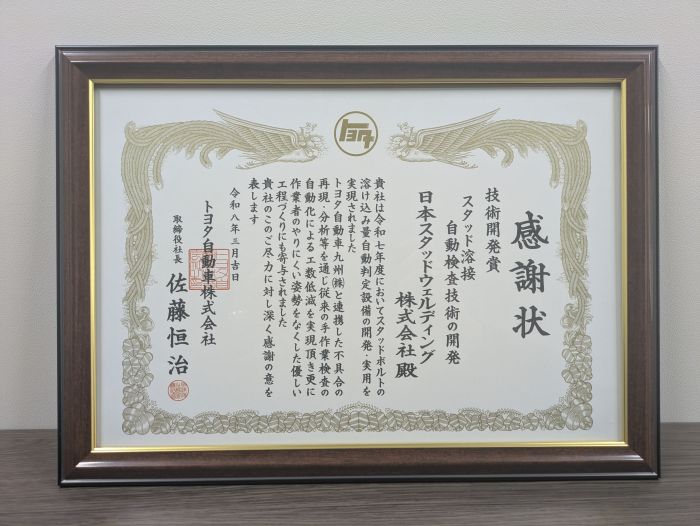 トヨタ
感謝状
技術開発賞
スタッド溶接
自動検査技術の開発
日本スタッドウェルディング
株式会社殿
貴社は令和七年度においてスタッドボルトの
溶け込み量自動判定設備の開発・実用を
実現されました
トヨタ自動車九州㈱と連携した不具合の
再現・分析等を通じ従来の手作業検査の
自動化による工数低減を実現頂き更に
作業者のやりにくい姿勢をなくした優しい
工程づくりにも寄与されました
貴社のこのご尽力に対し深く感謝の意を
表します
令和八年三月吉日
トヨタ自動車株式会社
取締役社長 佐藤恒治